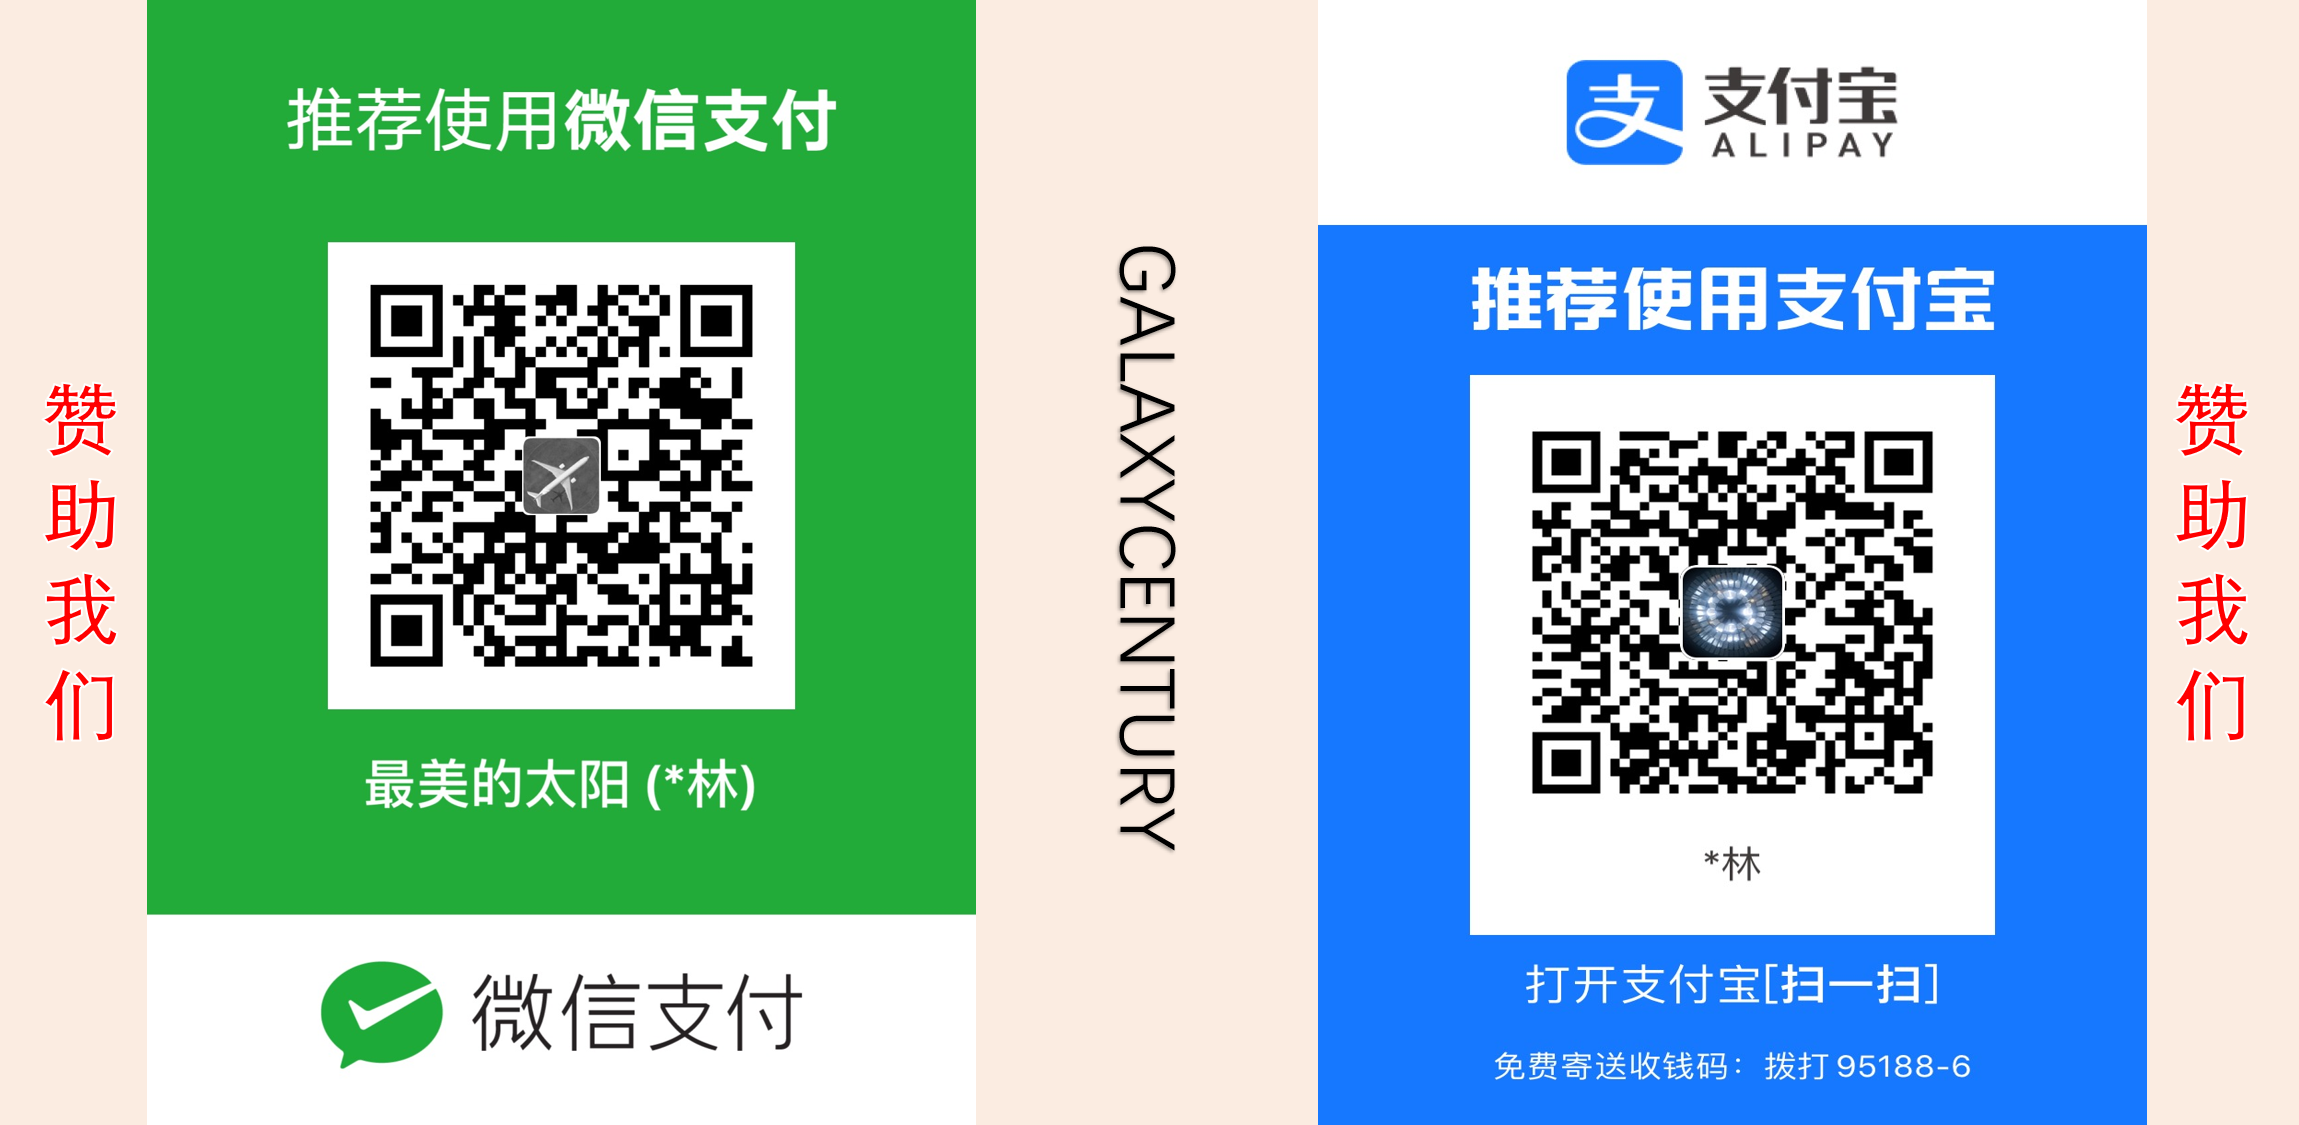 赞助我们
推荐使用微信支付
最美的太阳 (*林)
微信支付
GALAXYCENTURY
支付宝
ALIPAY
推荐使用支付宝
*林
打开支付宝[扫一扫]
免费寄送收钱码：拨打 95188-6
赞助我们